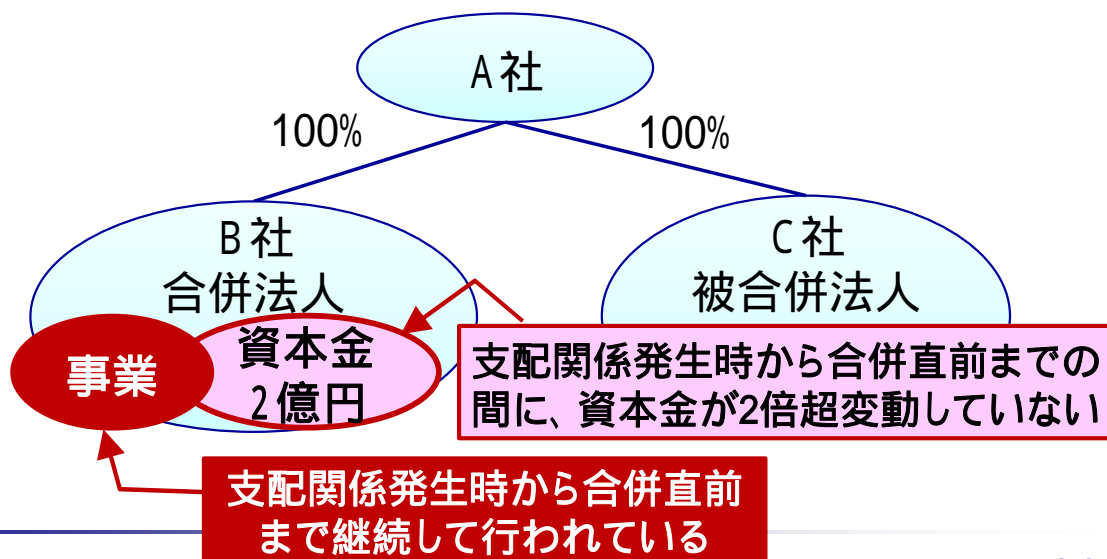 A社
100%
100%
B社
合併法人
C社
被合併法人
事業
資本金
2億円
支配関係発生時から合併直前までの
間に、資本金が2倍超変動していない
支配関係発生時から合併直前
まで継続して行われている